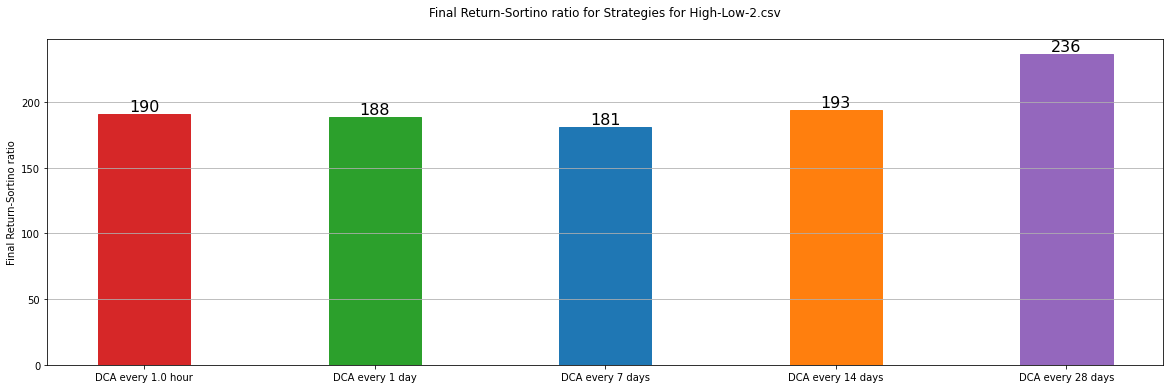 Final Return-Sortino ratio for Strategies for High-Low-2.csv
Final Return-Sortino ratio
200
150
100
50
0
190
188
181
193
236
DCA every 1.0 hour
DCA every 1 day
DCA every 7 days
DCA every 14 days
DCA every 28 days